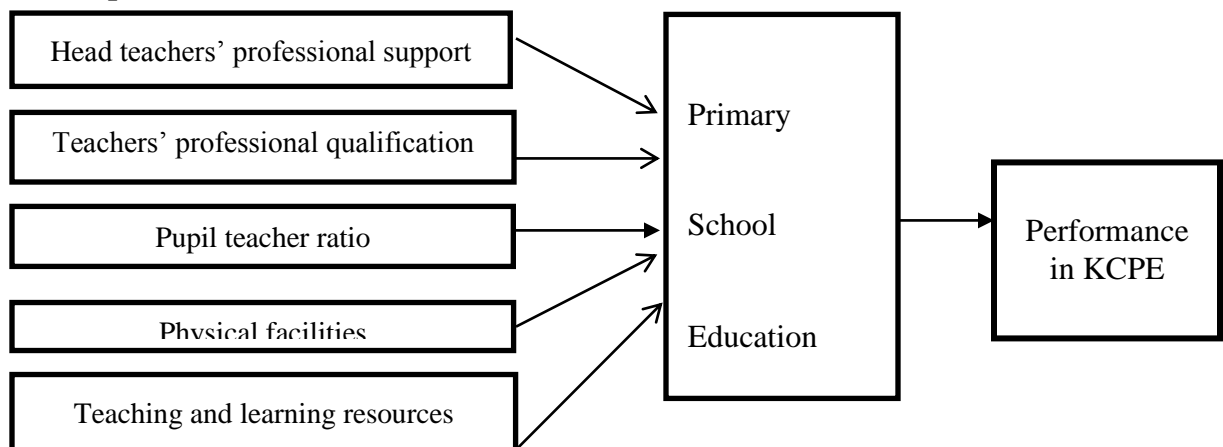 Head teachers’ professional support
Teachers’ professional qualification
Pupil teacher ratio
Physical facilities
Teaching and learning resources
Primary
School
Education
Performance
in KCPE